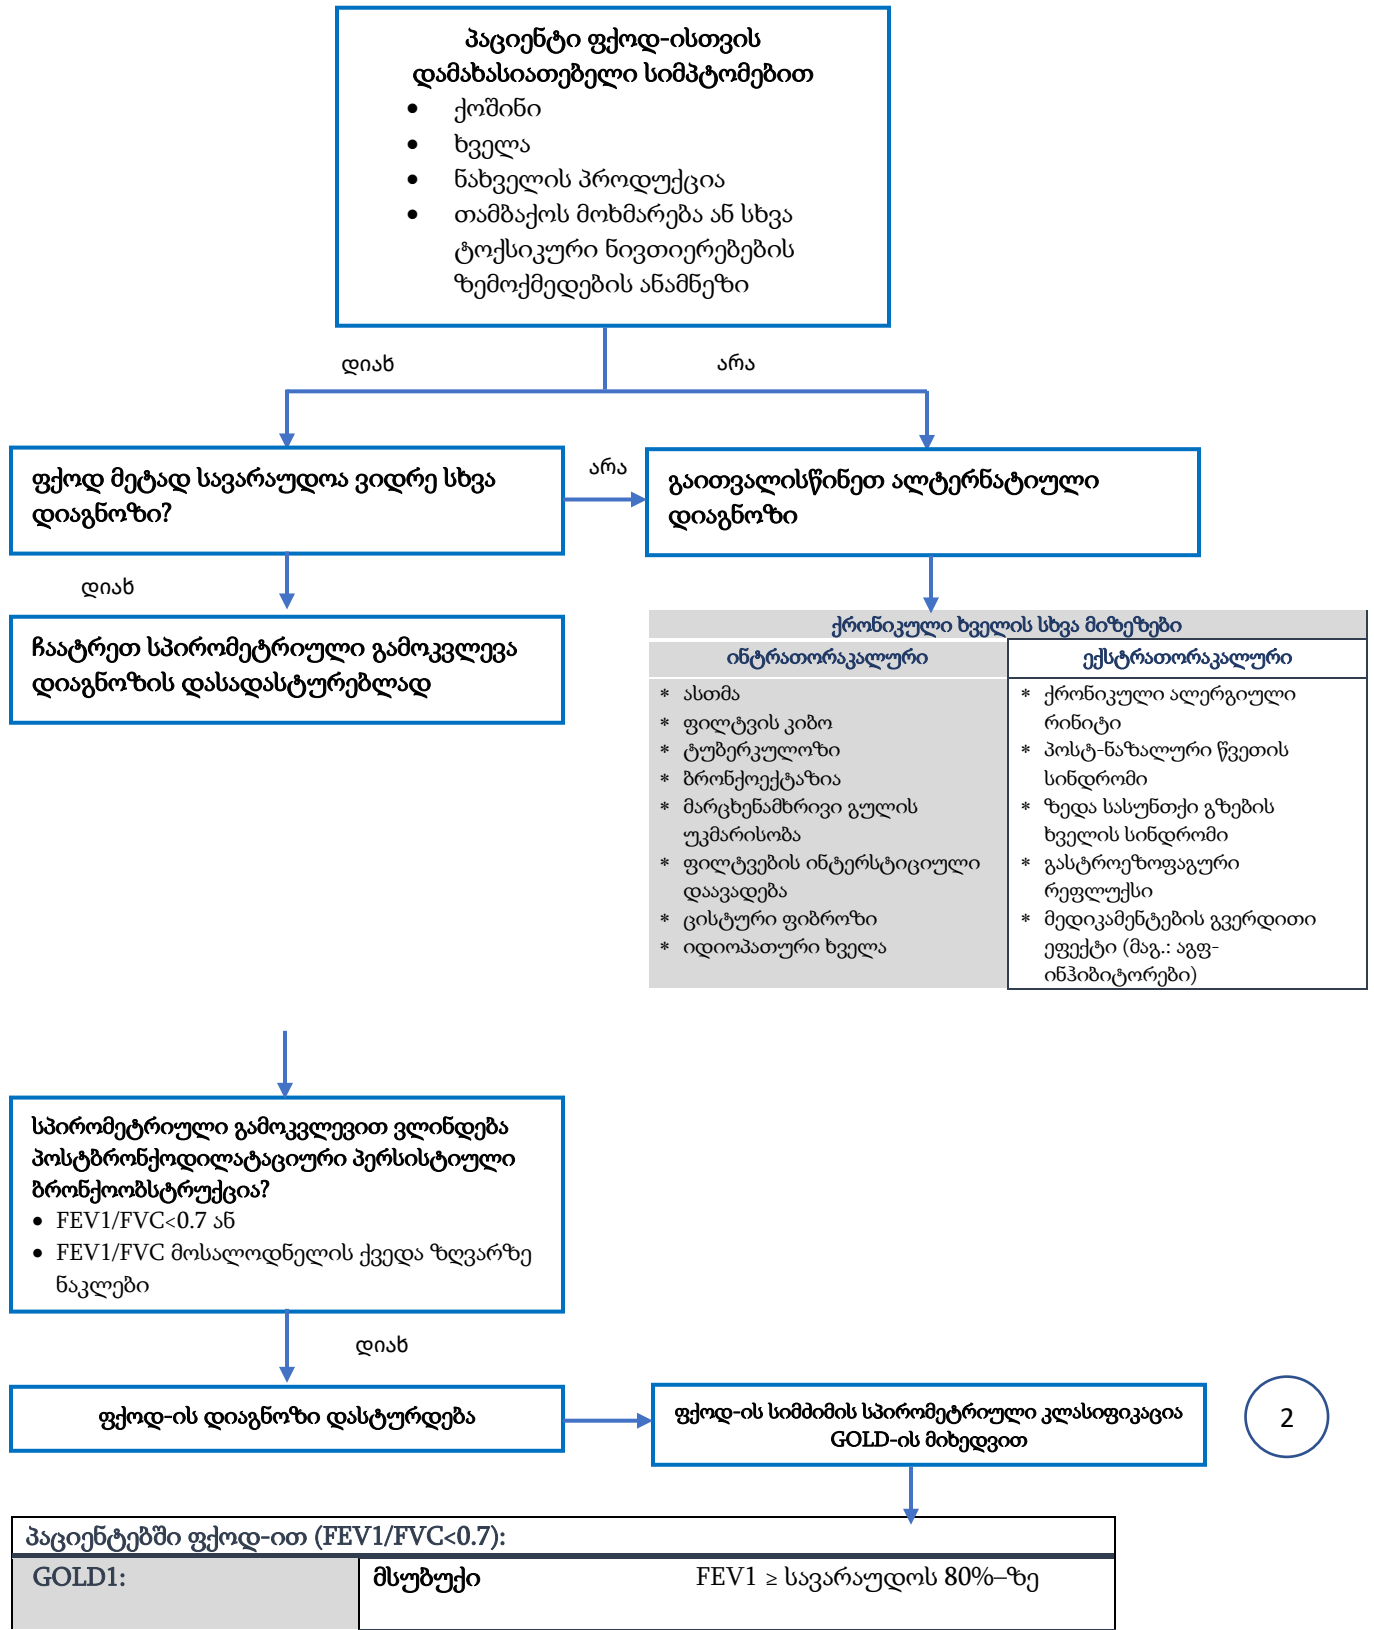 პაციენტი ფქოდ-ისთვის
დამახასიათებელი სიმპტომებით
• ქოშინი
• ხველა
• ნახველის პროდუქცია
• თამბაქოს მოხმარება ან სხვა
ტოქსიკური ნივთიერებების
ზემოქმედების ანამნეზი
დიახ
არა
ფქოდ მეტად სავარაუდოა ვიდრე სხვა
დიაგნოზი?
არა
გაითვალისწინეთ ალტერნატიული
დიაგნოზი
დიახ
ჩაატრეთ სპირომეტრიული გამოკვლევა
დიაგნოზის დასადასტურებლად
ქრონიკული ხველის სხვა მიზეზები
ინტრათორაკალური
* ასთმა
* ფილტვის კიბო
* ტუბერკულოზი
* ბრონქოექტაზია
* მარცხენამხრივი გულის
უკმარისობა
* ფილტვების ინტერსტიციული
დაავადება
* ცისტური ფიბროზი
* იდიოპათური ხველა
ექსტრათორაკალური
* ქრონიკული ალერგიული
რინიტი
* პოსტ-ნაზალური წვეთის
სინდრომი
* ზედა სასუნთქი გზების
ხველის სინდრომი
* გასტროეზოფაგური
რეფლუქსი
* მედიკამენტების გვერდითი
ეფექტი (მაგ.: აგფ-
ინჰიბიტორები)
სპირომეტრიული გამოკვლევით ვლინდება
პოსტბრონქოდილატაციური პერსისტიული
ბრონქოობსტრუქცია?
• FEV1/FVC<0.7 ან
• FEV1/FVC მოსალოდნელის ქვედა ზღვარზე
ნაკლები
დიახ
ფქოდ-ის დიაგნოზი დასტურდება
ფქოდ-ის სიმძიმის სპირომეტრიული კლასიფიკაცია
GOLD-ის მიხედვით
2
პაციენტებში ფქოდ-ით (FEV1/FVC<0.7):
GOLD1: მსუბუქი FEV1 ≥ სავარაუდოს 80%–ზე